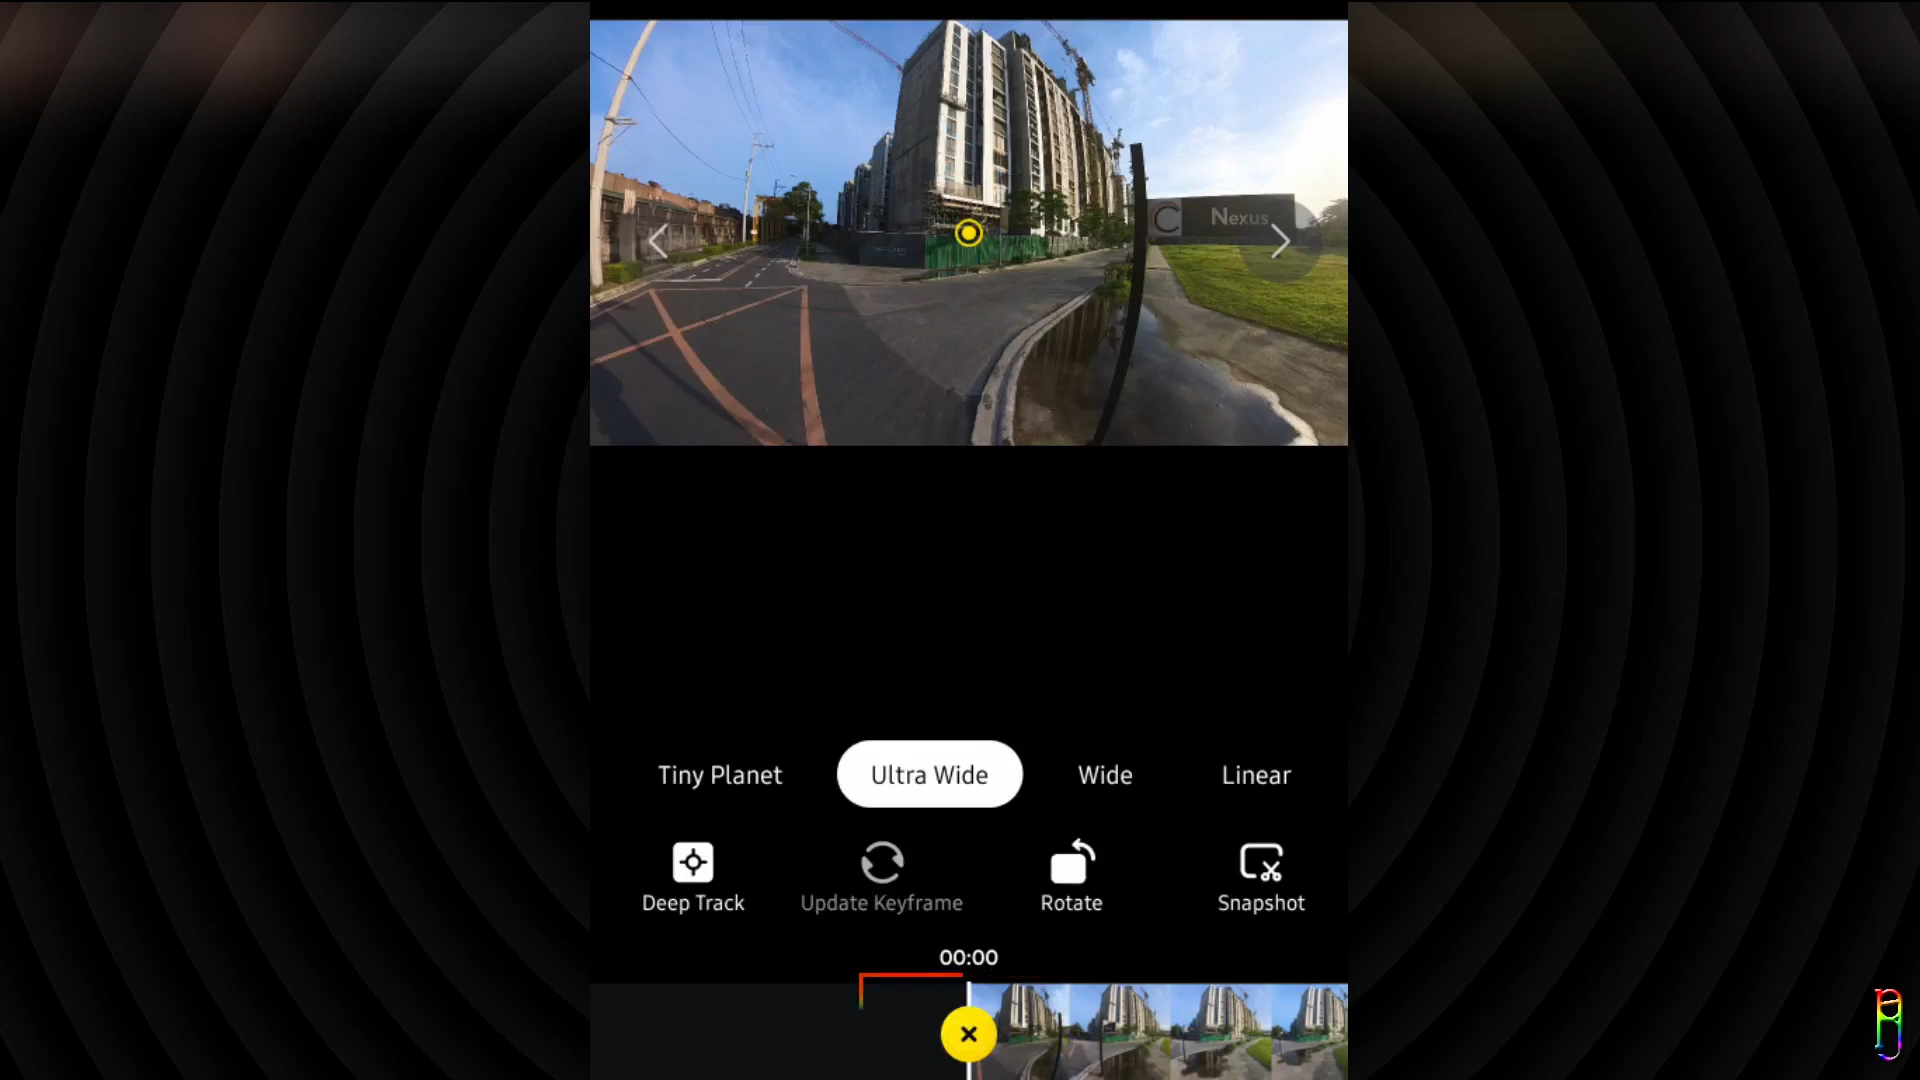 Nexus
Tiny Planet
Ultra Wide
Wide
Linear
Deep Track
Update Keyframe
Rotate
Snapshot
00:00